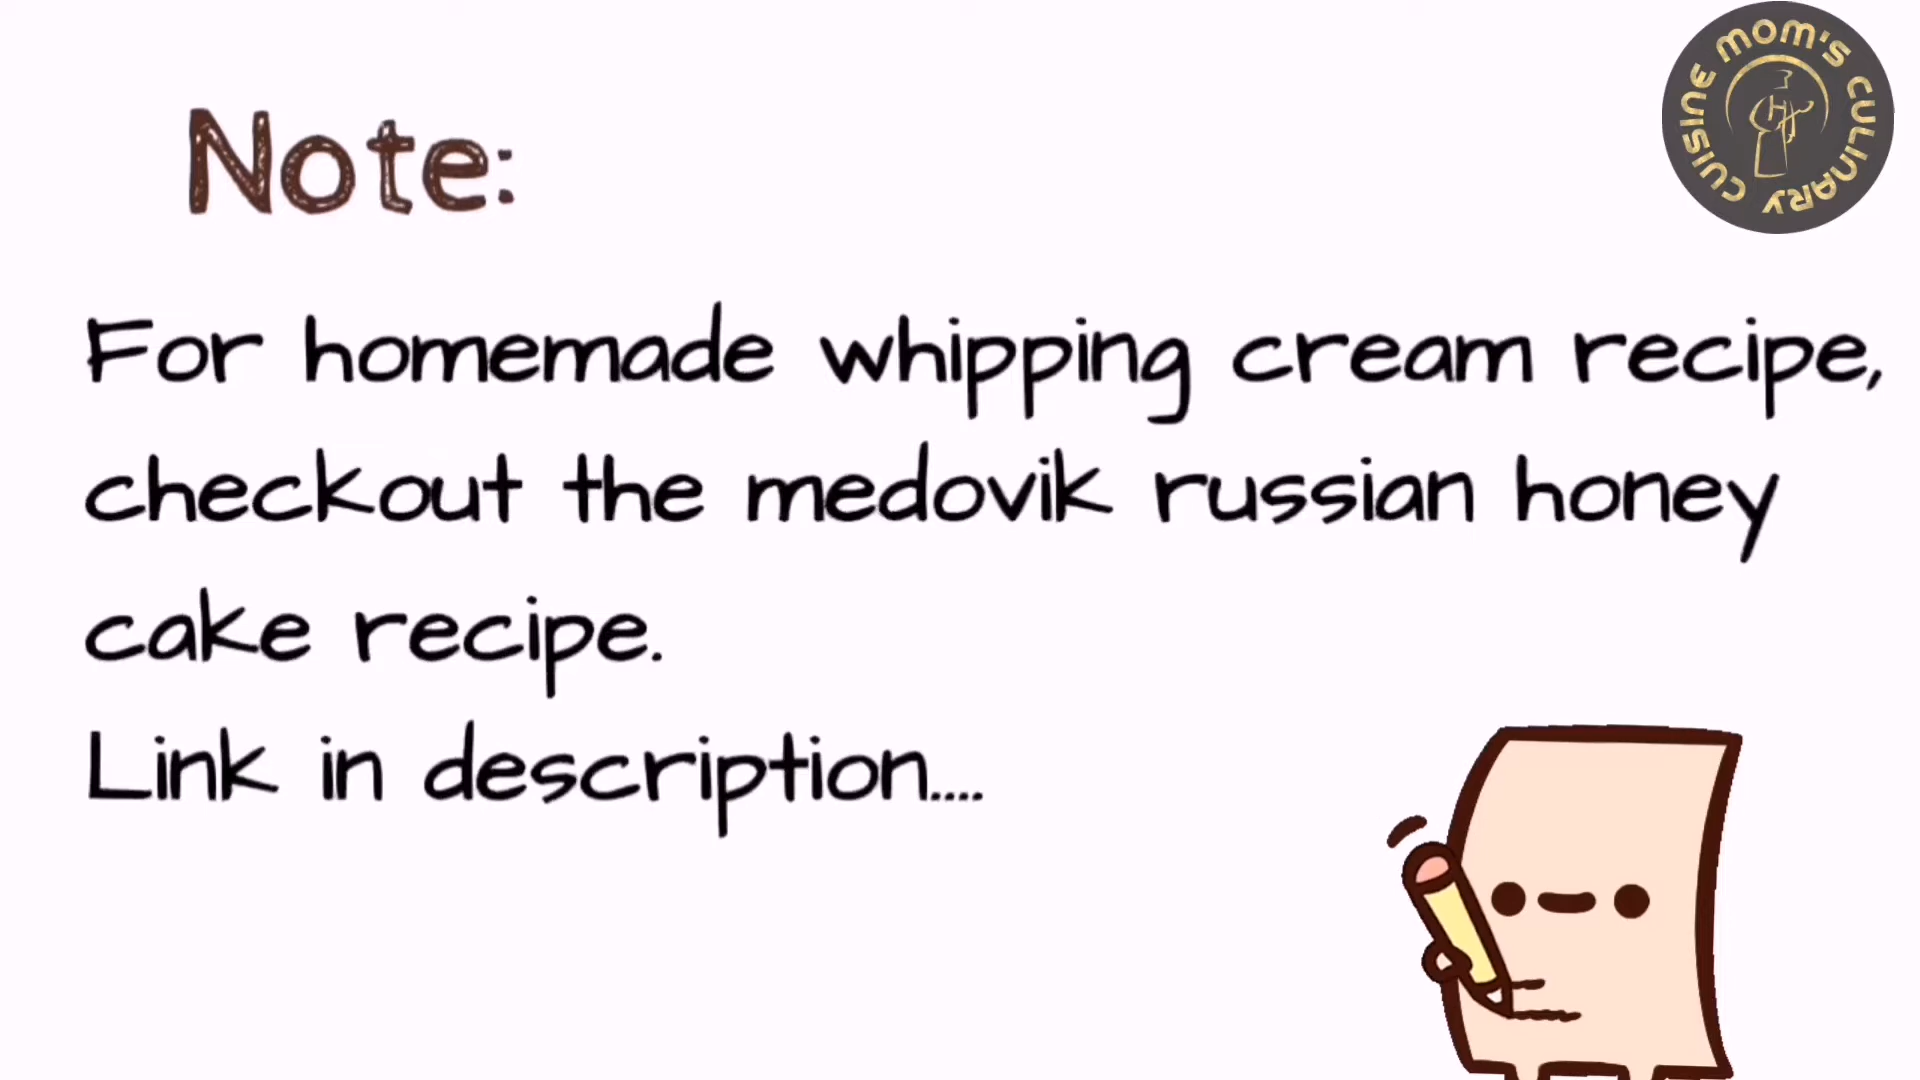 MOM'S CULINARY CUISINE
Note:
For homemade whipping cream recipe,
checkout the medovik russian honey
cake recipe.
Link in description....